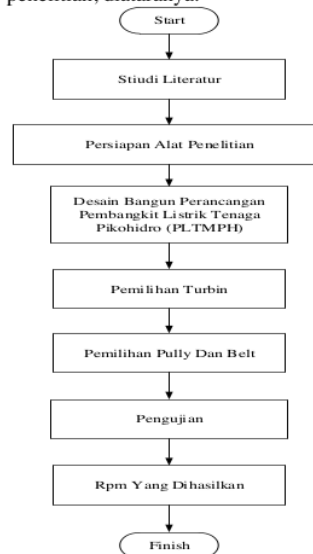 Start
Stiudi Literatur
Persiapan Alat Penelitian
Desain Bangun Perancangan
Pembangkit Listrik Tenaga
Pikohidro (PLTMPH)
Pemilihan Turbin
Pemilihan Pully Dan Belt
Pengujian
Rpm Yang Dihasilkan
Finish